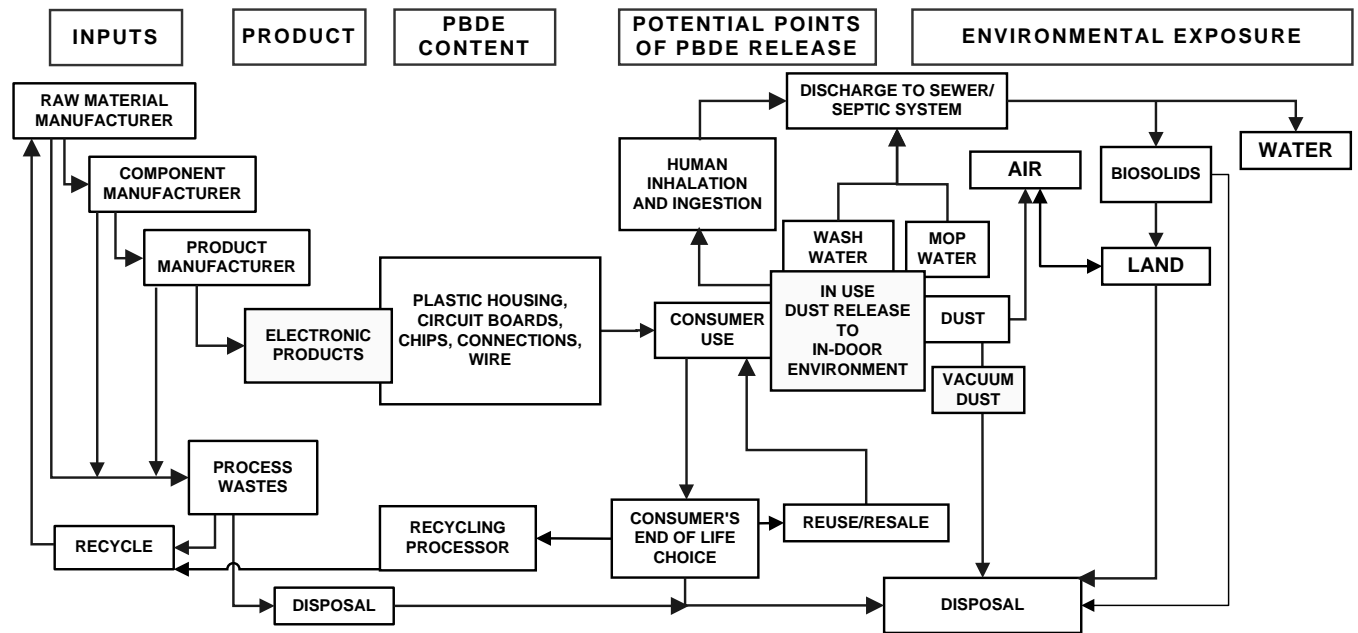 INPUTS
PRODUCT
PBDE
CONTENT
POTENTIAL POINTS
OF PBDE RELEASE
ENVIRONMENTAL EXPOSURE
RAW MATERIAL
MANUFACTURER
DISCHARGE TO SEWER/
SEPTIC SYSTEM
COMPONENT
MANUFACTURER
HUMAN
INHALATION
AND INGESTION
AIR
BIOSOLIDS
WATER
PRODUCT
MANUFACTURER
WASH
WATER
MOP
WATER
LAND
ELECTRONIC
PRODUCTS
PLASTIC HOUSING,
CIRCUIT BOARDS,
CHIPS, CONNECTIONS,
WIRE
CONSUMER
USE
IN USE
DUST RELEASE
TO
IN-DOOR
ENVIRONMENT
DUST
VACUUM
DUST
PROCESS
WASTES
RECYCLE
RECYCLING
PROCESSOR
CONSUMER'S
END OF LIFE
CHOICE
REUSE/RESALE
DISPOSAL
DISPOSAL